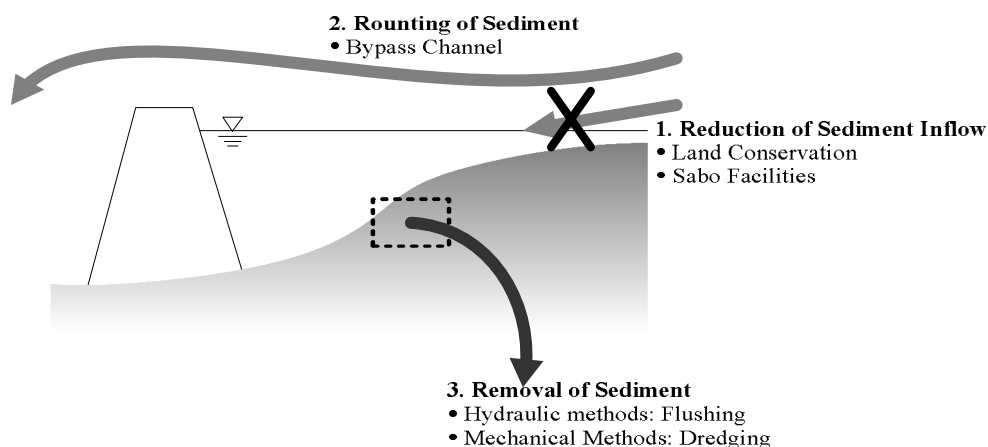 2. Rounting of Sediment
• Bypass Channel
1. Reduction of Sediment Inflow
• Land Conservation
• Sabo Facilities
3. Removal of Sediment
• Hydraulic methods: Flushing
• Mechanical Methods: Dredging